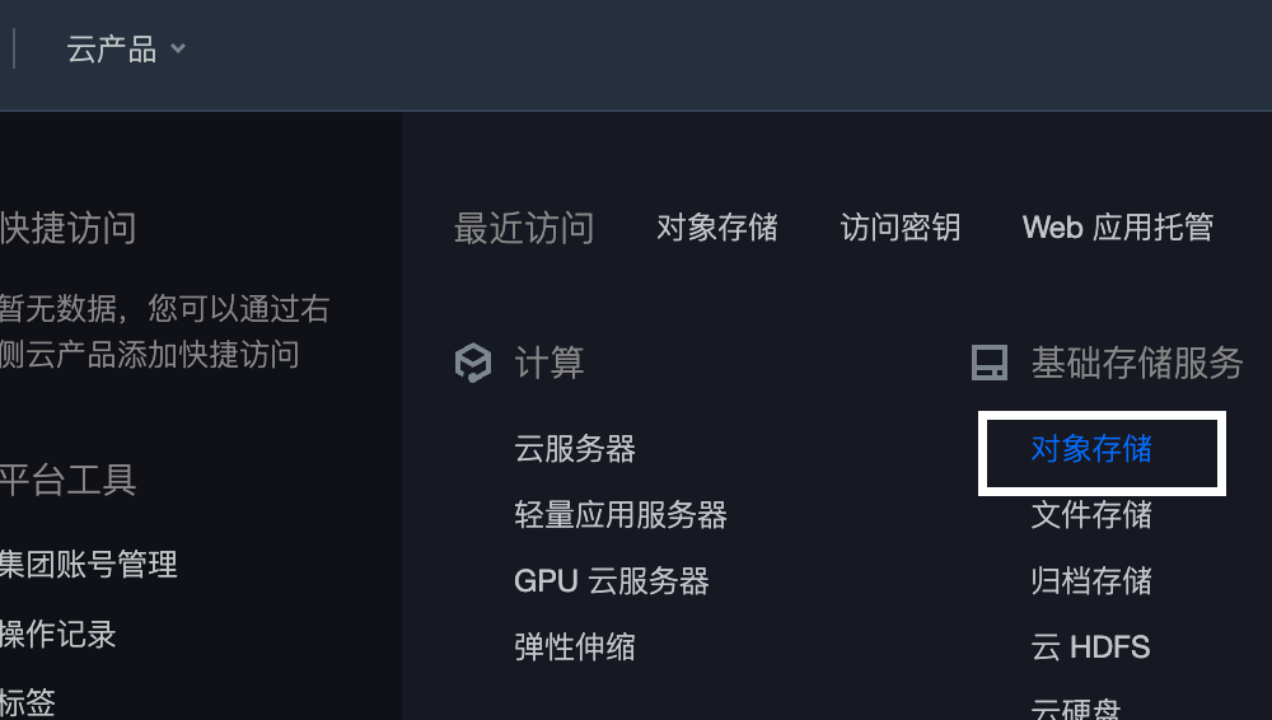 云产品
快捷访问
暂无数据，您可以通过右
侧云产品添加快捷访问
平台工具
集团账号管理
操作记录
标签
最近访问 对象存储 访问密钥 Web 应用托管
计算
云服务器
轻量应用服务器
GPU 云服务器
弹性伸缩
基础存储服务
对象存储
文件存储
归档存储
云 HDFS
云硬盘